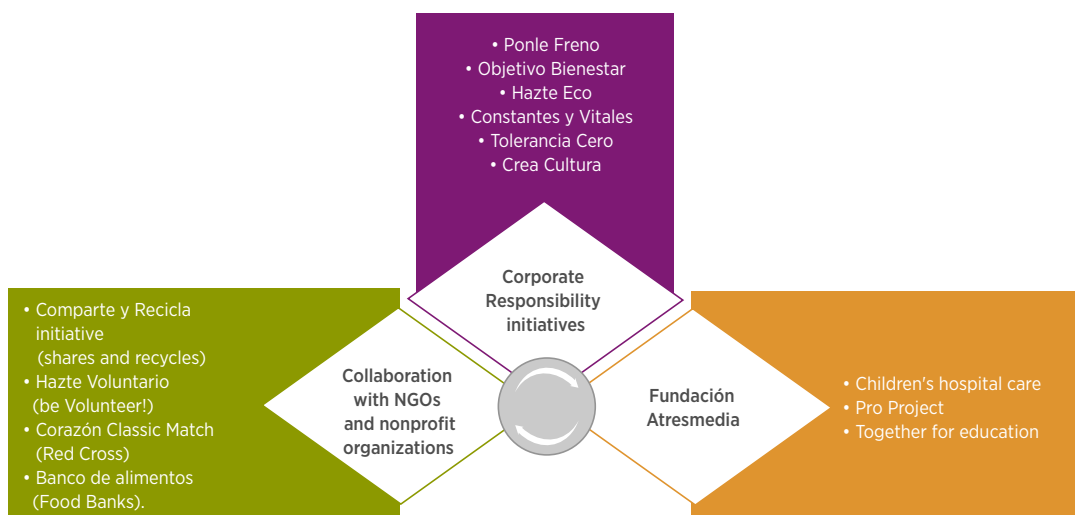 • Ponle Freno
• Objetivo Bienestar
• Hazte Eco
• Constantes y Vitales
• Tolerancia Cero
• Crea Cultura
Corporate
Responsibility
initiatives
• Comparte y Recicla
initiative
(shares and recycles)
• Hazte Voluntario
(be Volunteer!)
• Corazón Classic Match
(Red Cross)
• Banco de alimentos
(Food Banks).
Collaboration
with NGOs
and nonprofit
organizations
Fundación
Atresmedia
• Children's hospital care
• Pro Project
• Together for education